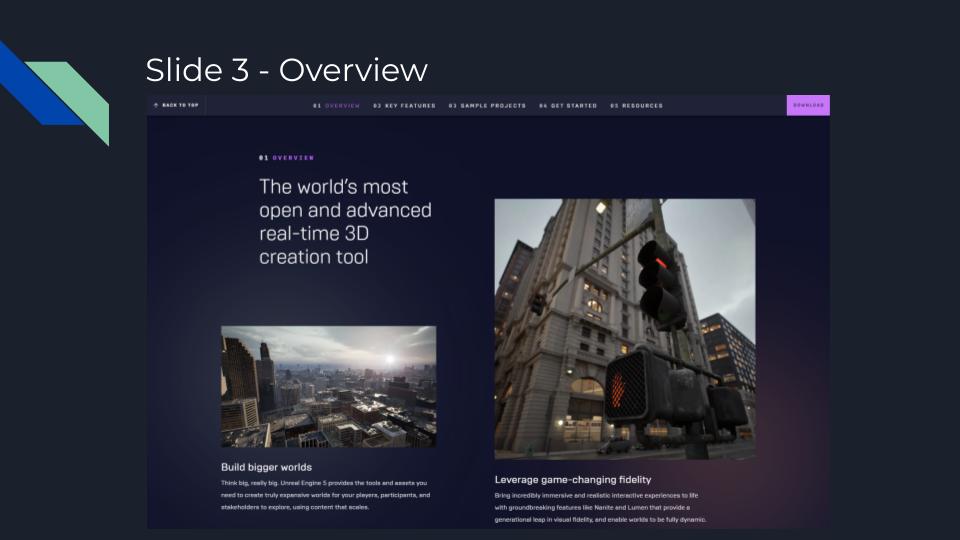 Slide 3 - Overview
BACK TO TOP
01 OVERVIEW
02 KEY FEATURES
03 SAMPLE PROJECTS
04 GET STARTED
05 RESOURCES
DOWNLOAD
01 OVERVIEW
The world's most
open and advanced
real-time 3D
creation tool
Build bigger worlds
Think big, really big. Unreal Engine 5 provides the tools and assets you
need to create truly expansive worlds for your players, participants, and
stakeholders to explore, using content that scales.
Leverage game-changing fidelity
Bring incredibly immersive and realistic interactive experiences to life
with groundbreaking features like Nanite and Lumen that provide a
generational leap in visual fidelity, and enable worlds to be fully dynamic.